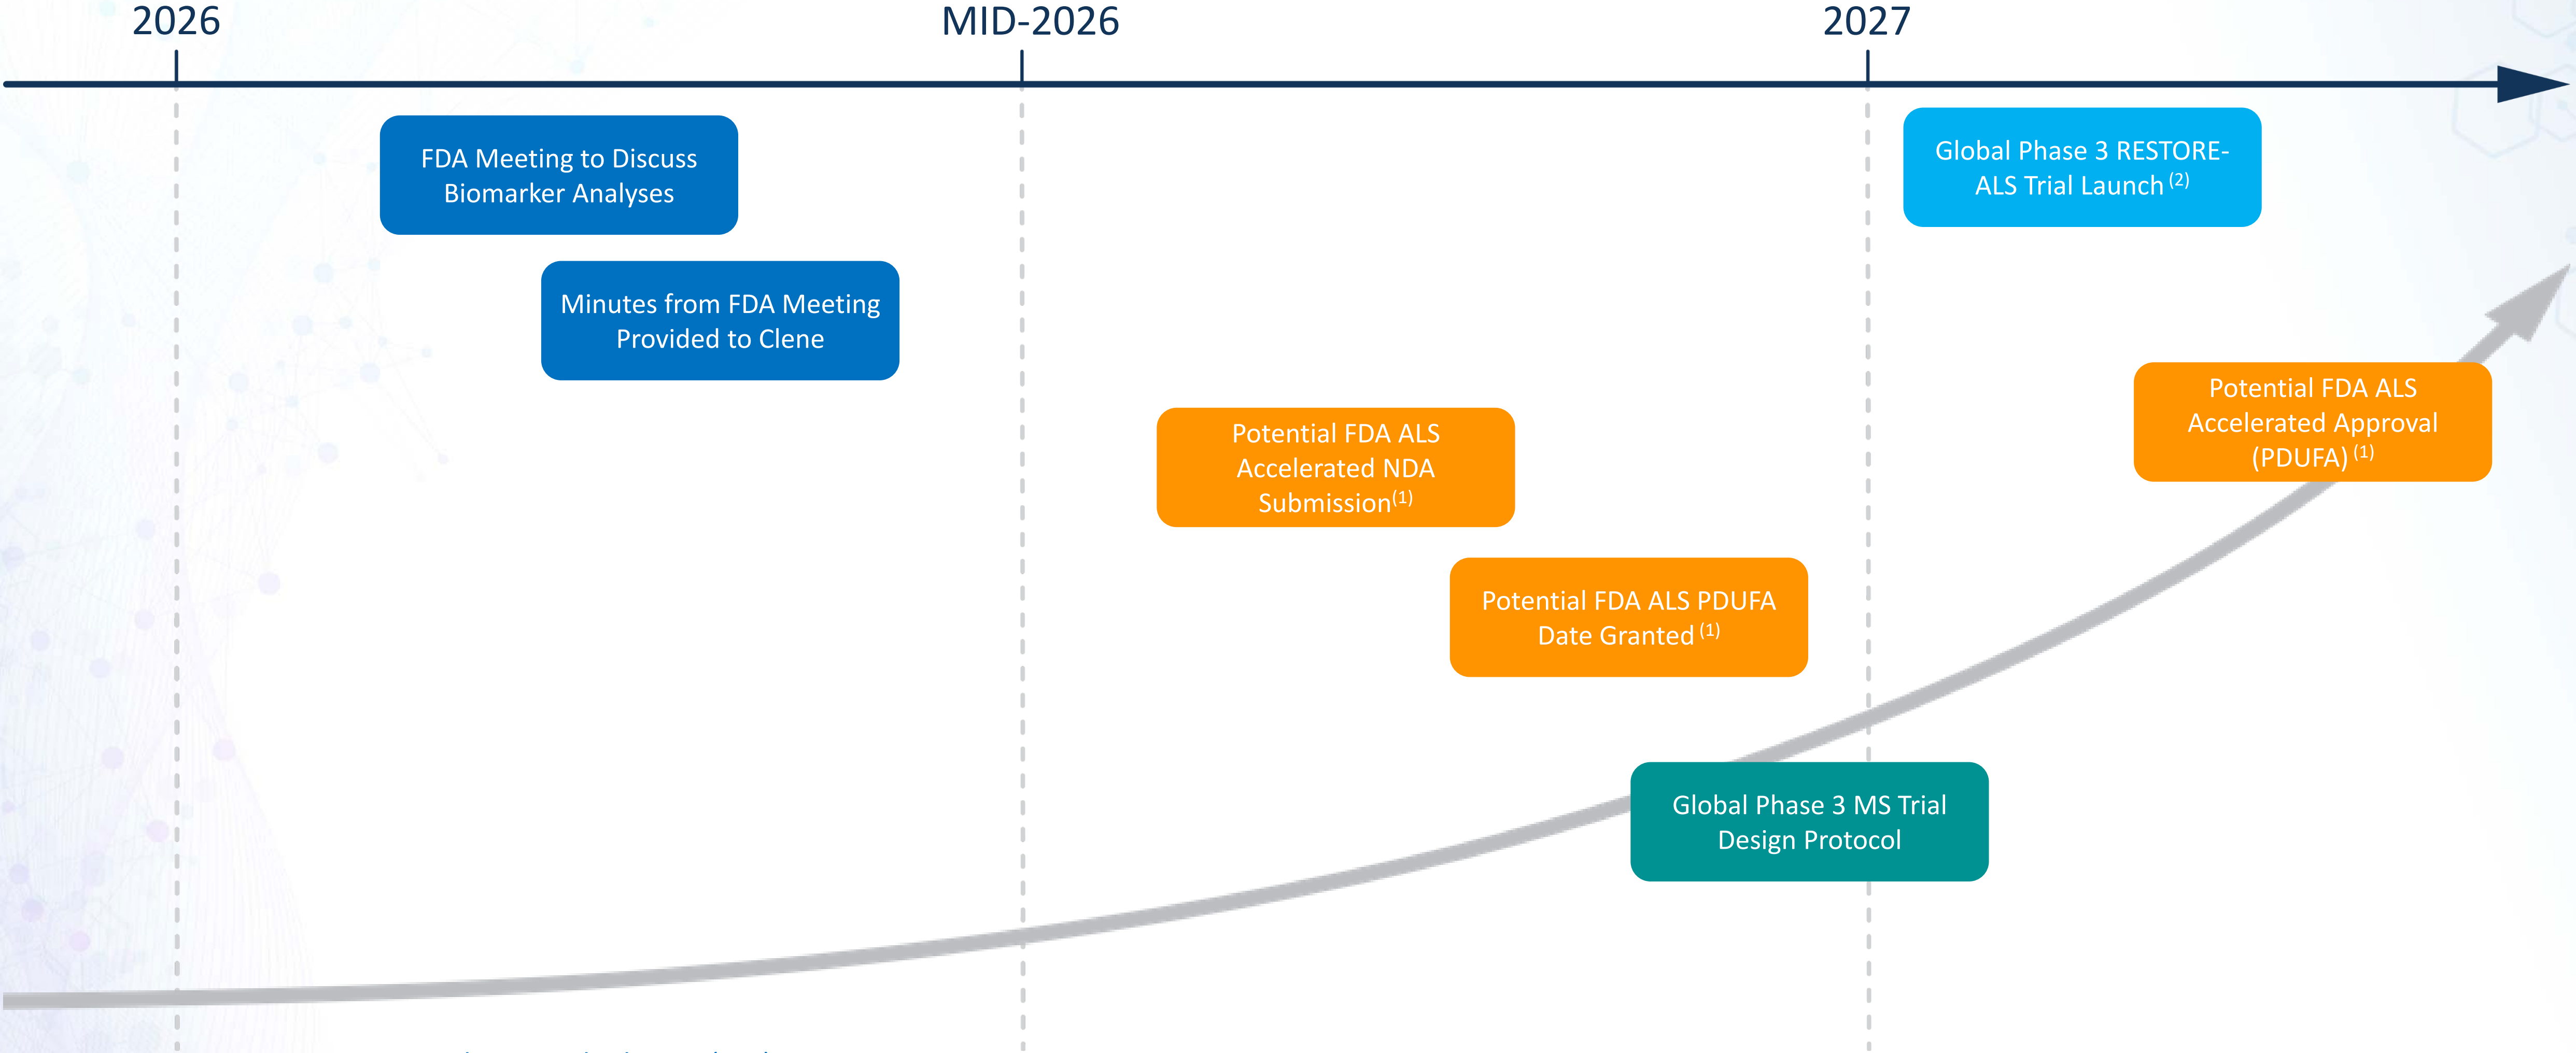 2026
MID-2026
2027
FDA Meeting to Discuss
Biomarker Analyses
Global Phase 3 RESTORE-
ALS Trial Launch (2)
Minutes from FDA Meeting
Provided to Clene
Potential FDA ALS
Accelerated Approval
(PDUFA) (1)
Potential FDA ALS
Accelerated NDA
Submission(1)
Potential FDA ALS PDUFA
Date Granted (1)
Global Phase 3 MS Trial
Design Protocol